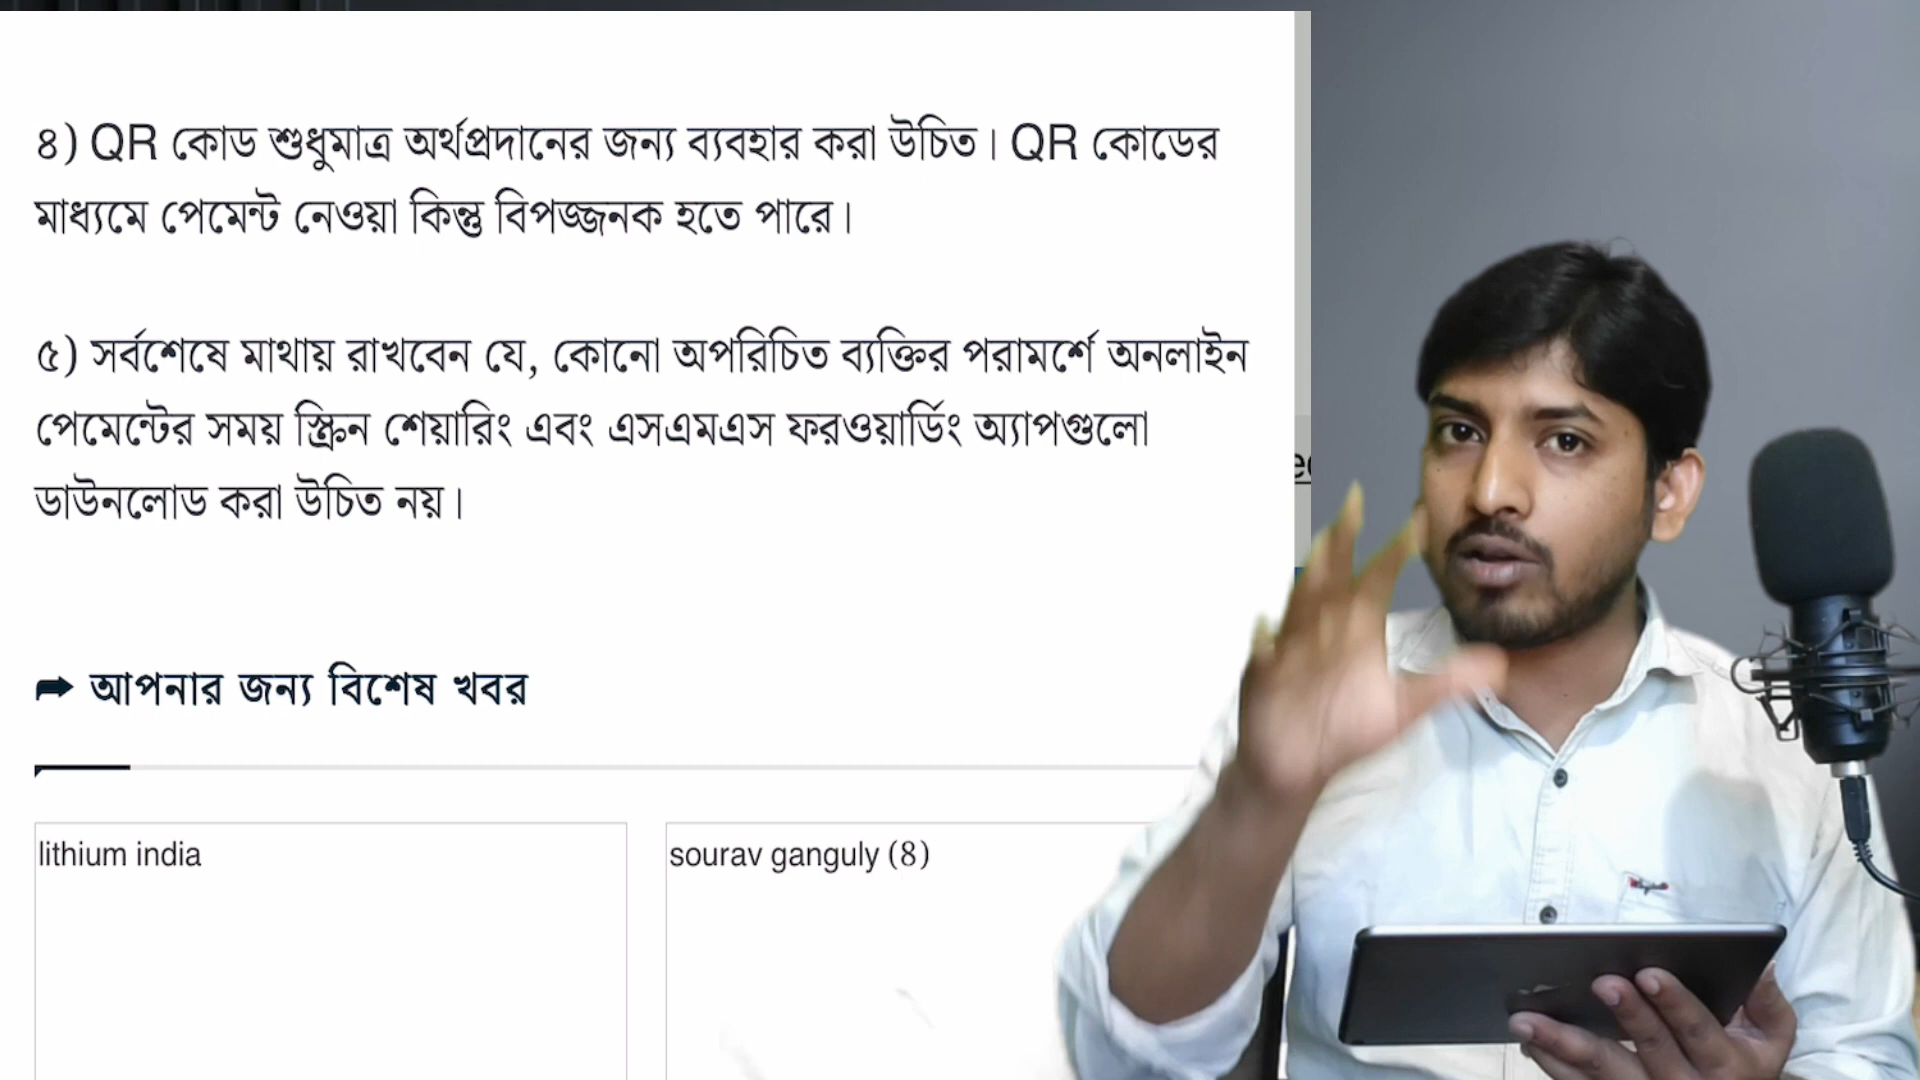 ৪) QR কোড শুধুমাত্র অর্থপ্রদানের জন্য ব্যবহার করা উচিত। QR কোডের
মাধ্যমে পেমেন্ট নেওয়া কিন্তু বিপজ্জনক হতে পারে।
৫) সর্বশেষে মাথায় রাখবেন যে, কোনো অপরিচিত ব্যক্তির পরামর্শে অনলাইন
পেমেন্টের সময় স্ক্রিন শেয়ারিং এবং এসএমএস ফরওয়ার্ডিং অ্যাপগুলো
ডাউনলোড করা উচিত নয়।
➦ আপনার জন্য বিশেষ খবর
lithium india
sourav ganguly (8)